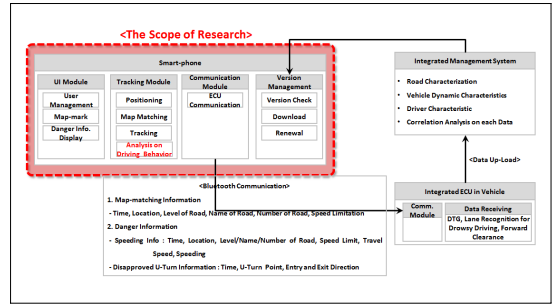 <The Scope of Research>
Smart-phone
UI Module
User
Management
Map-mark
Danger Info.
Display
Tracking Module
Positioning
Map Matching
Tracking
Analysis on
Driving Behavior
Communication
Module
ECU
Communication
Version
Management
Version Check
Download
Renewal
Integrated Management System
• Road Characterization
• Vehicle Dynamic Characteristics
• Driver Characteristic
• Correlation Analysis on each Data
<Data Up-Load>
<Bluetooth Communication>
1. Map-matching Information
- Time, Location, Level of Road, Name of Road, Number of Road, Speed Limitation
2. Danger Information
- Speeding Info : Time, Location, Level/Name/Number of Road, Speed Limit, Travel
Speed, Speeding
- Disapproved U-Turn Information : Time, U-Turn Point, Entry and Exit Direction
Integrated ECU in Vehicle
Comm.
Module
Data Receiving
DTG, Lane Recognition for
Drowsy Driving, Forward
Clearance